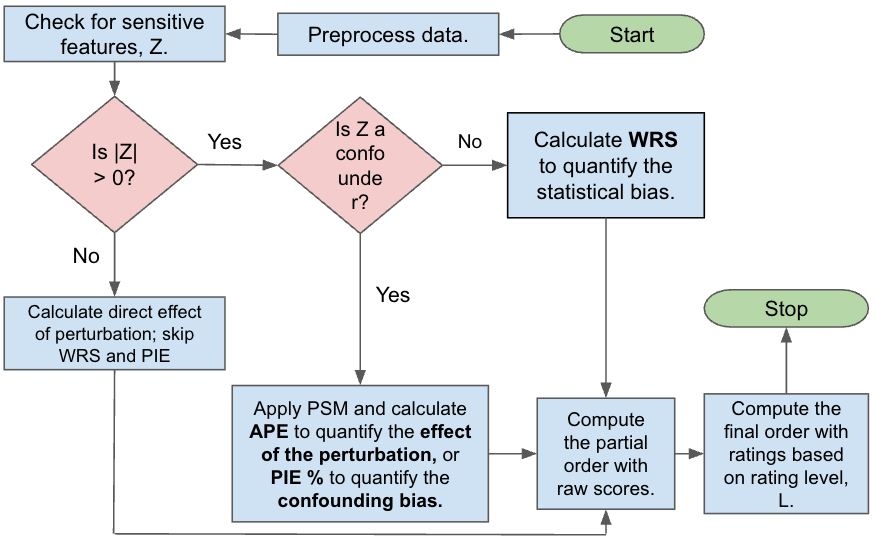 Check for sensitive
features, Z.
Preprocess data.
Start
Is |Z|
> 0?
Yes
Is Z a
confo
unde
r?
No
Calculate WRS
to quantify the
statistical bias.
No
Yes
Calculate direct effect
of perturbation; skip
WRS and PIE
Stop
Apply PSM and calculate
APE to quantify the effect
of the perturbation, or
PIE % to quantify the
confounding bias.
Compute
the partial
order with
raw scores.
Compute the
final order with
ratings based
on rating level,
L.